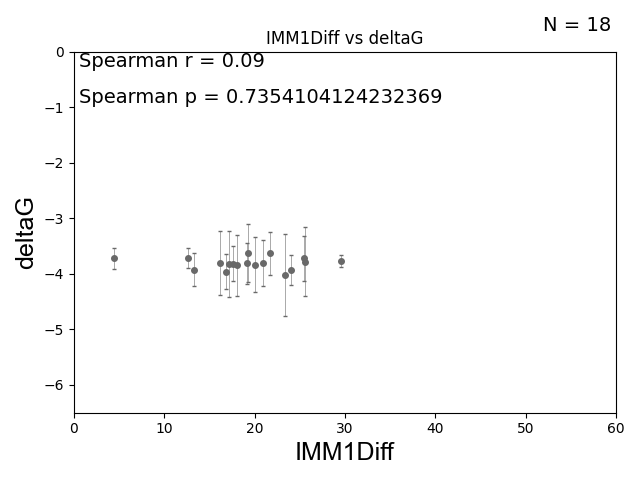 N = 18
IMM1Diff vs deltaG
Spearman r = 0.09
Spearman p = 0.7354104124232369
0
−1
−2
−3
−4
−5
−6
deltaG
0 10 20 30 40 50 60
IMM1Diff